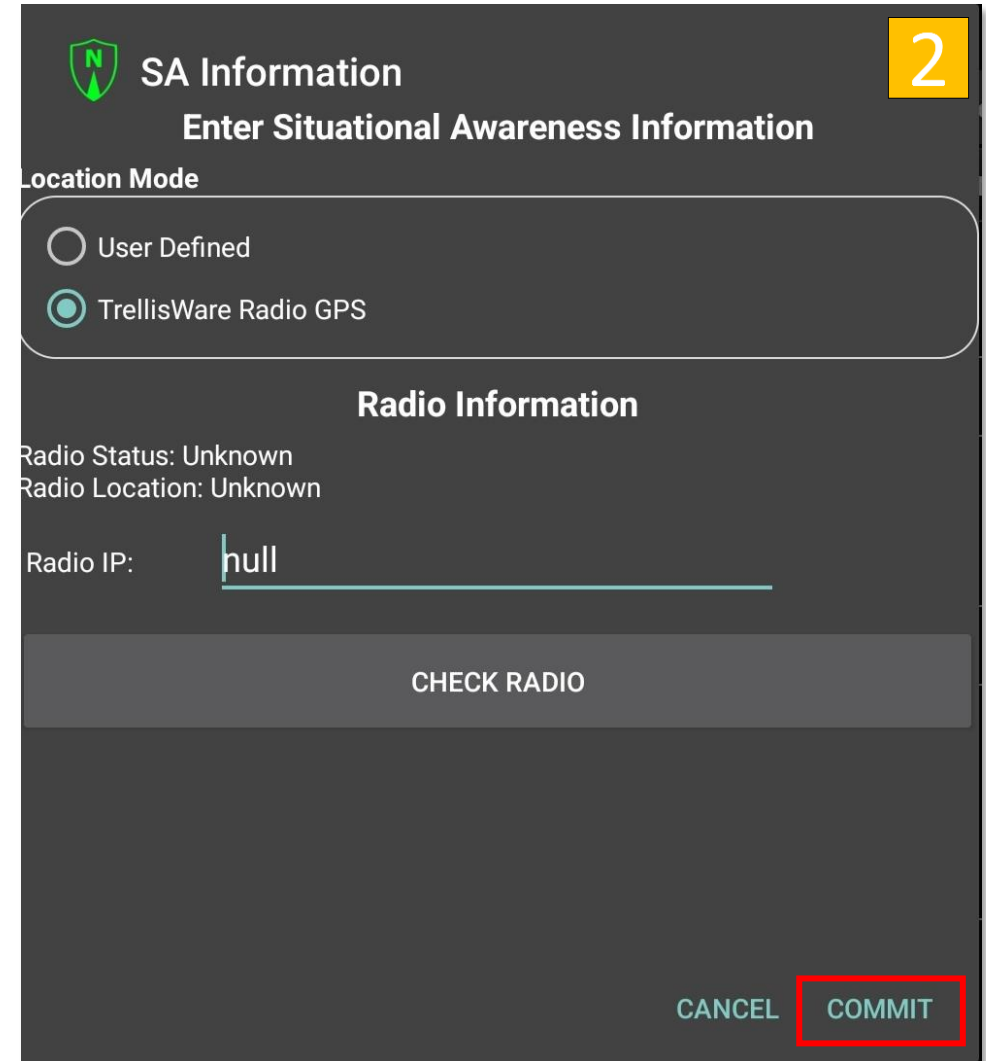 N
SA Information
2
Enter Situational Awareness Information
Location Mode
User Defined
TrellisWare Radio GPS
Radio Information
Radio Status: Unknown
Radio Location: Unknown
Radio IP: null
CHECK RADIO
CANCEL COMMIT